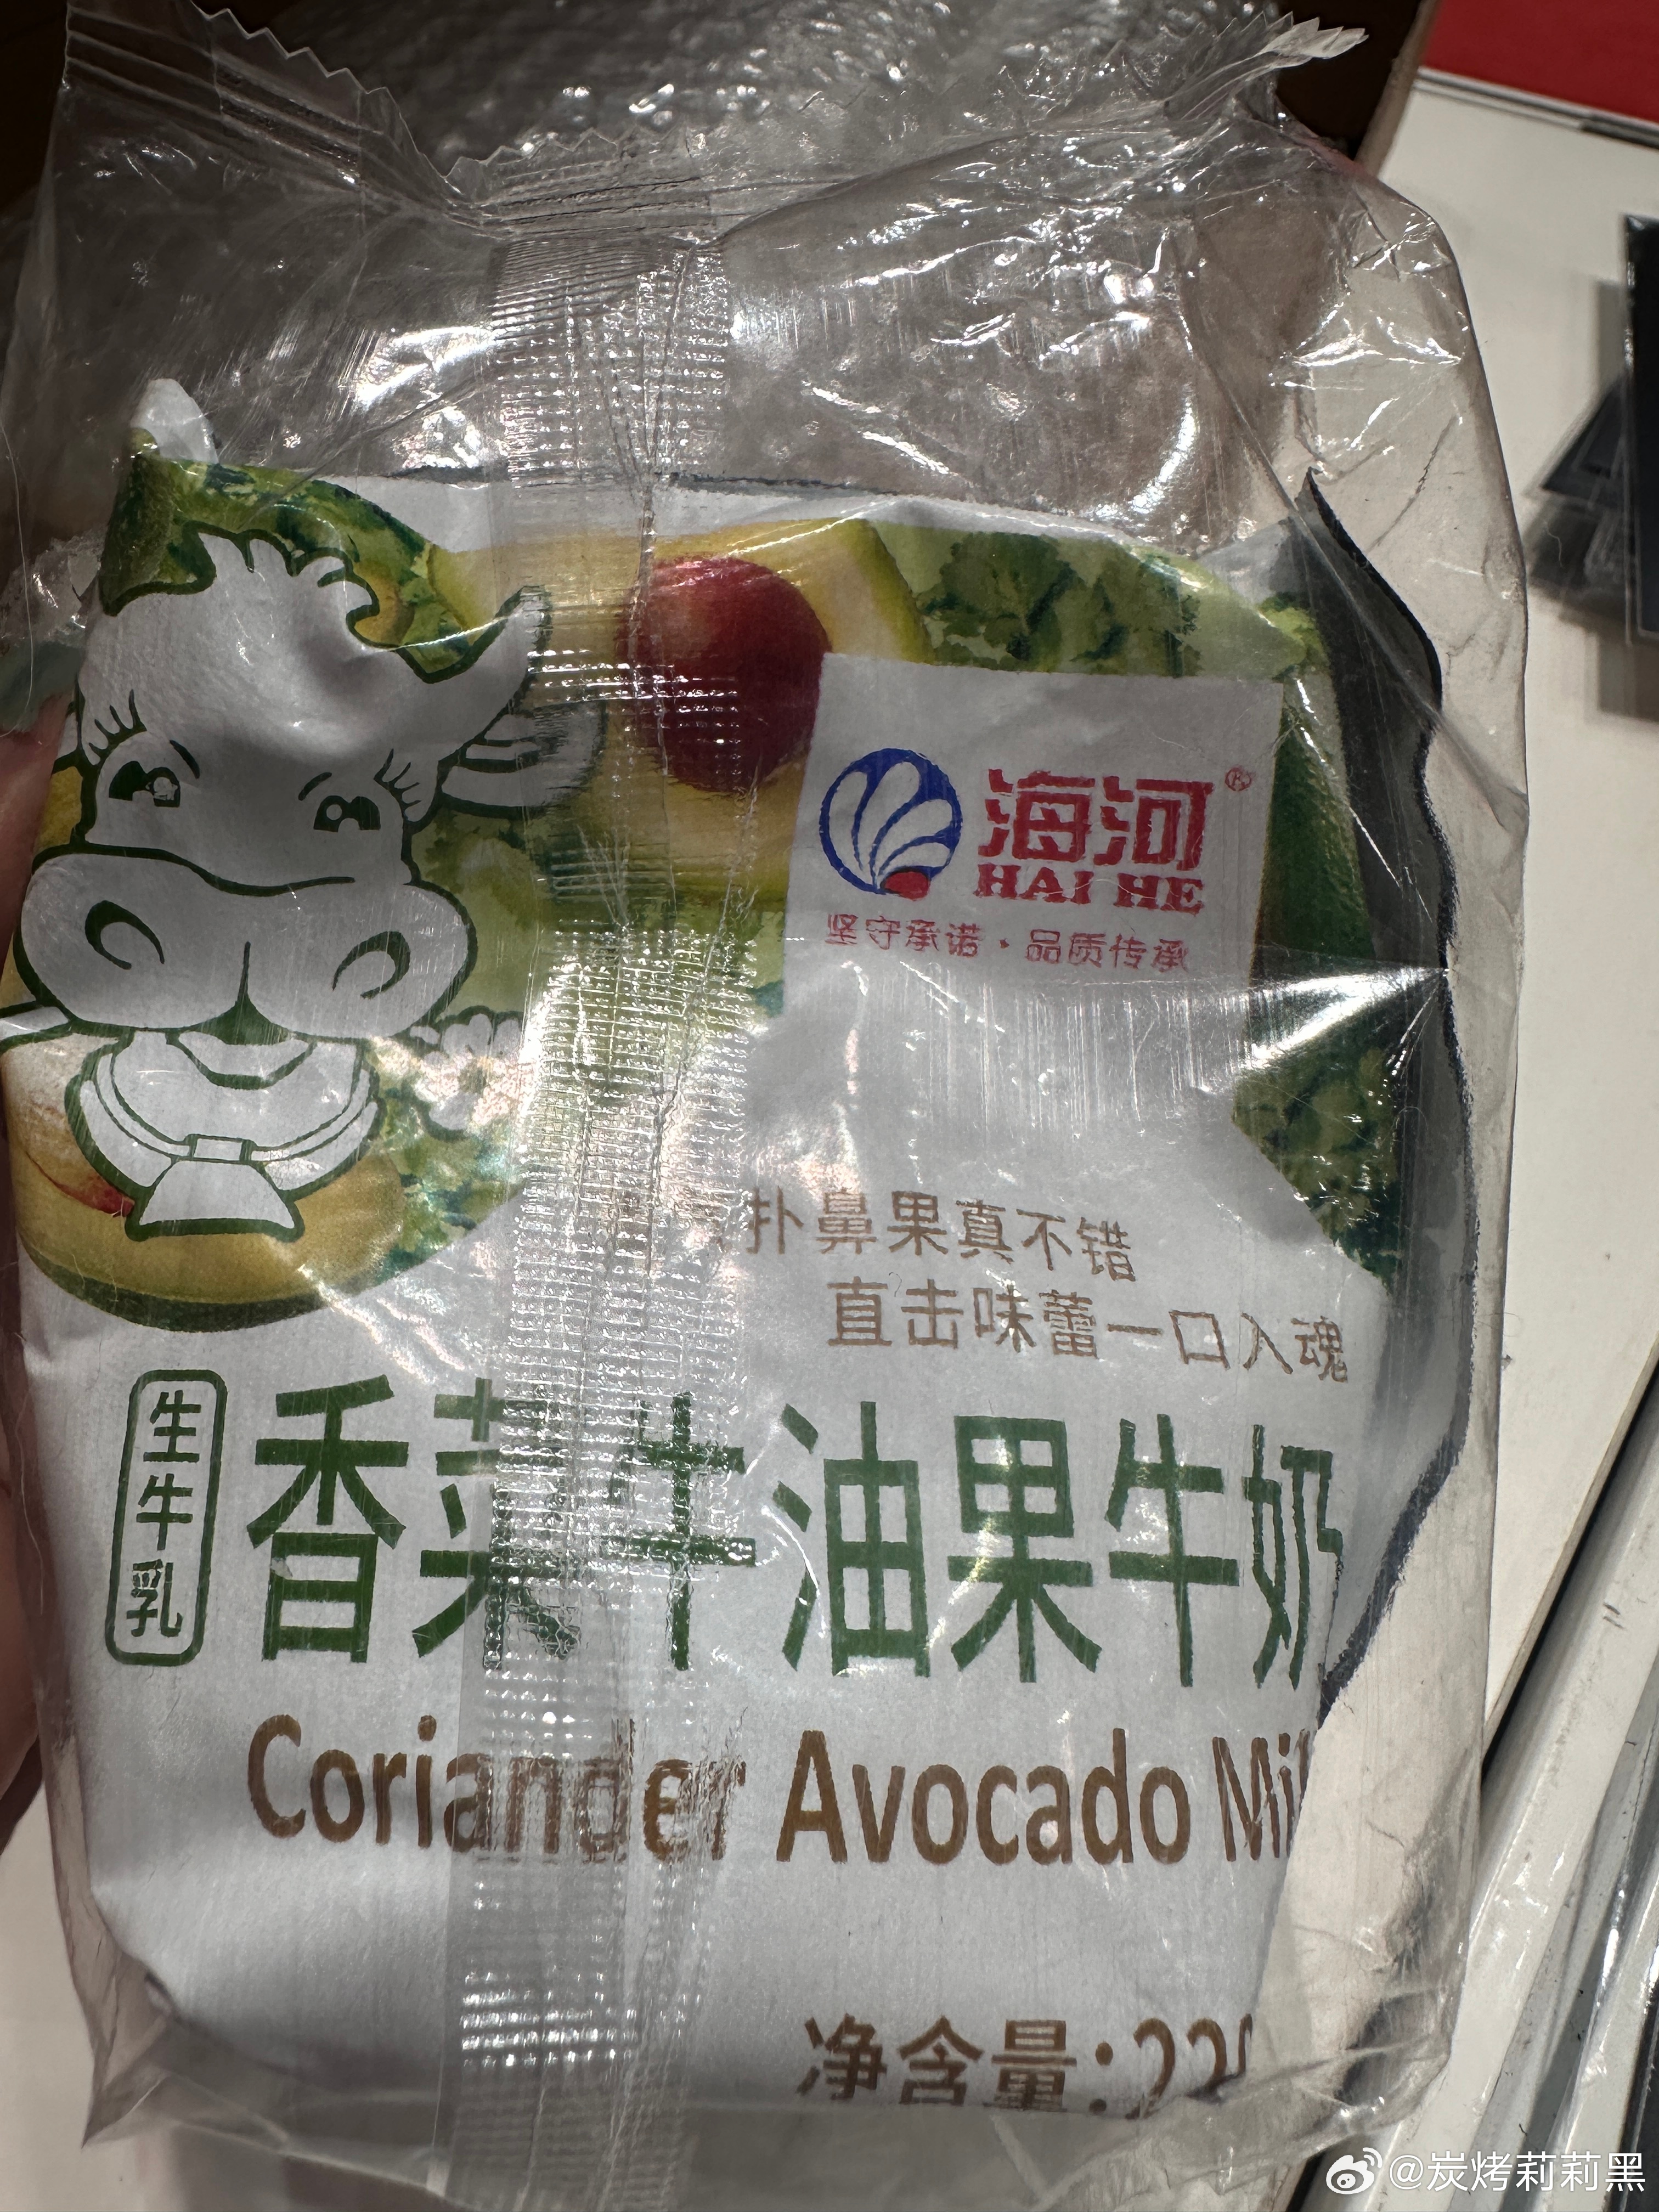 海河®
HAI HE
坚守承诺·品质传承
扑鼻果真不错
直击味蕾一口入魂
生牛乳
香菜牛油果牛奶
Coriander Avocado
净含量:
@炭烤莉莉黑